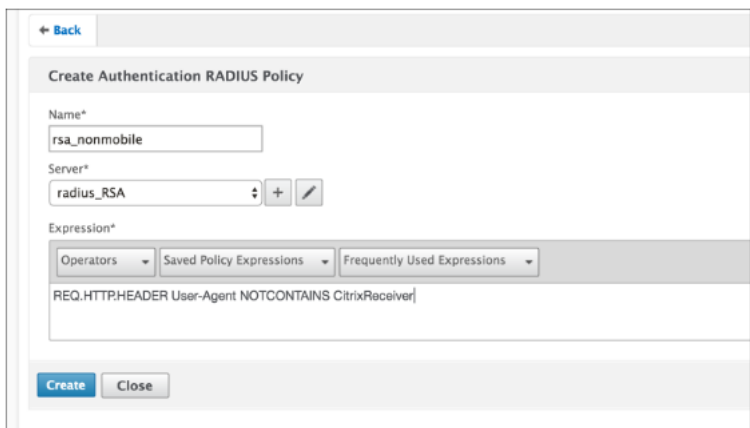 Back
Create Authentication RADIUS Policy
Name*
rsa_nonmobile
Server*
radius_RSA
Expression*
Operators Saved Policy Expressions Frequently Used Expressions
REQ.HTTP.HEADER User-Agent NOTCONTAINS CitrixReceiver
Create Close